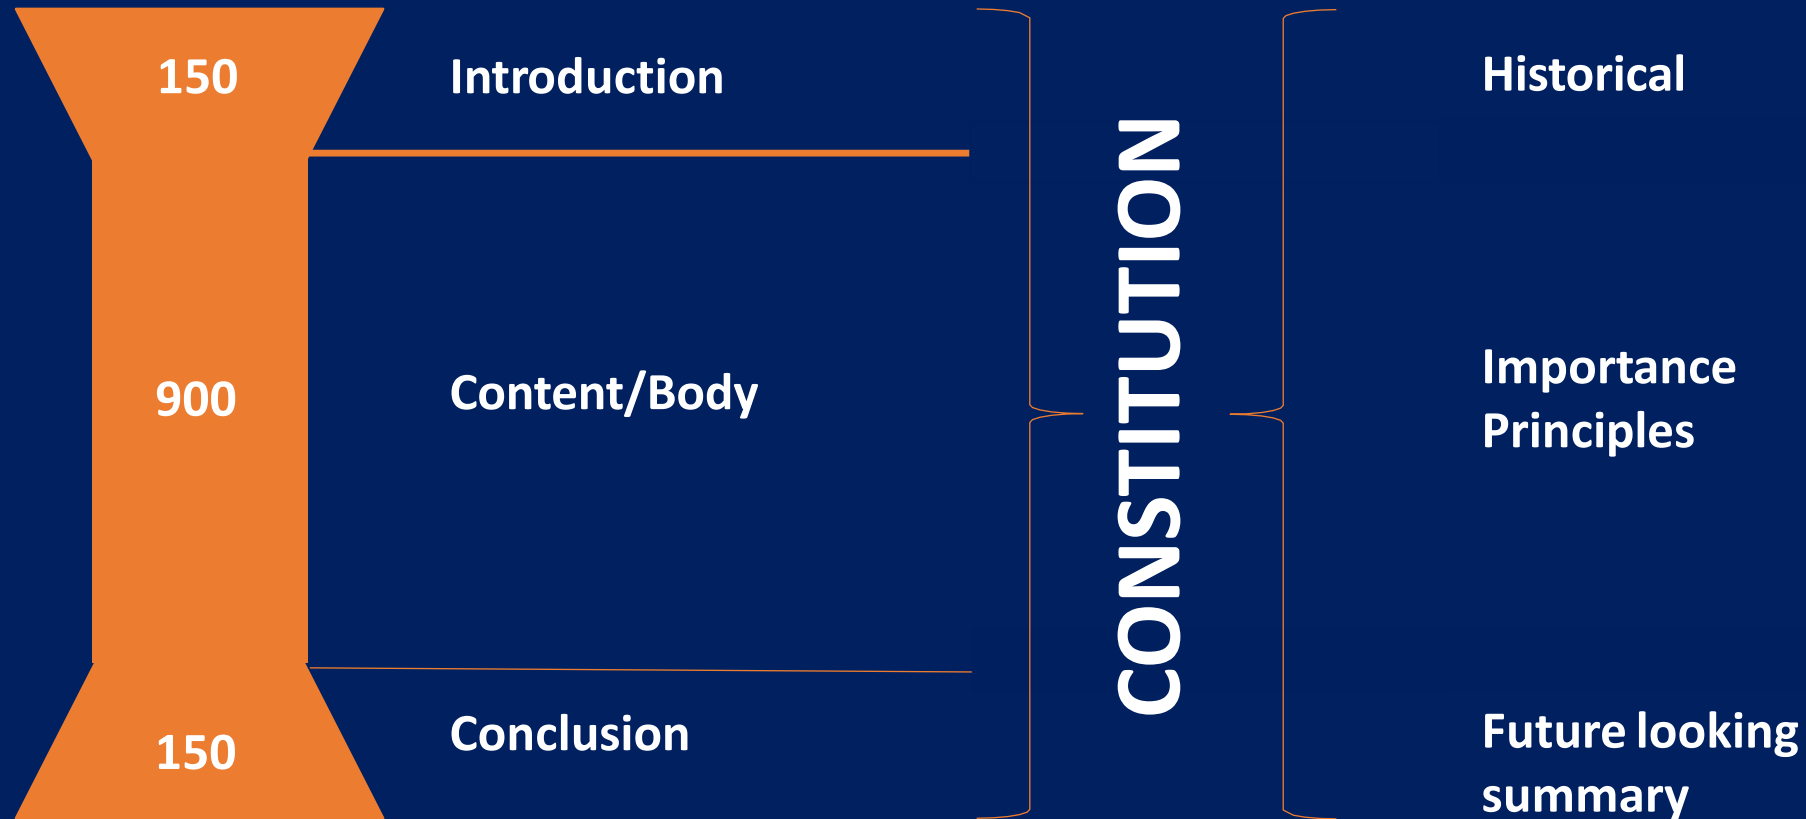 150
Introduction
Historical
900
Content/Body
CONSTITUTION
Importance
Principles
150
Conclusion
Future looking
summary